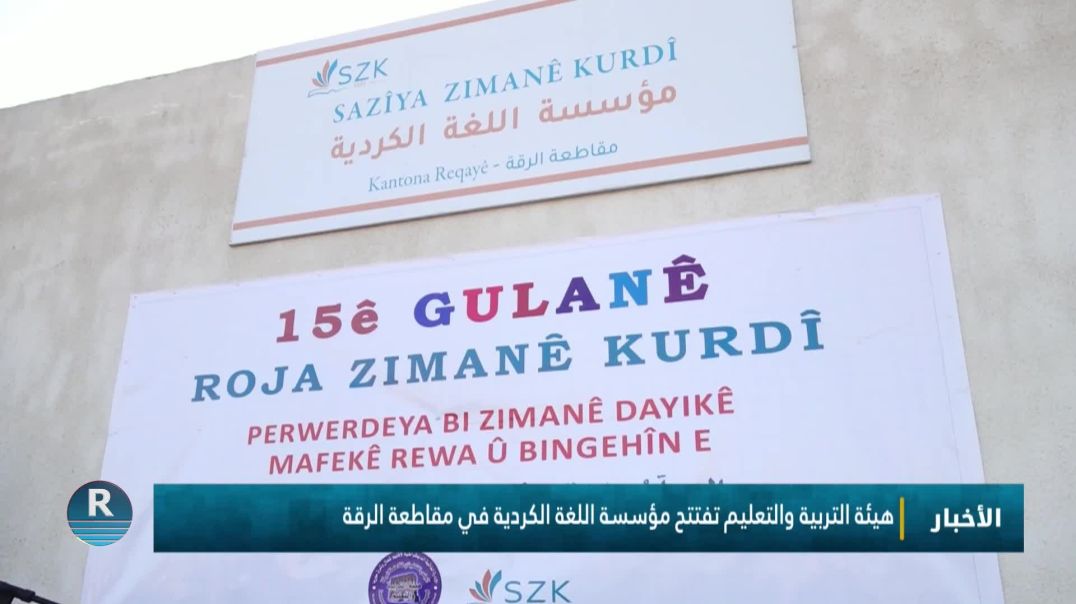 SZK
SAZÎYA ZIMANÊ KURDÎ
مؤسسة اللغة الكردية
Kantona Reqayê - مقاطعة الرقة
15ê GULANÊ
ROJA ZIMANÊ KURDÎ
PERWERDEYA BI ZIMANÊ DAYIKÊ
MAFEKÊ REWA Û BINGEHÎN E
R
الأخبار
هيئة التربية والتعليم تفتتح مؤسسة اللغة الكردية في مقاطعة الرقة
SZK